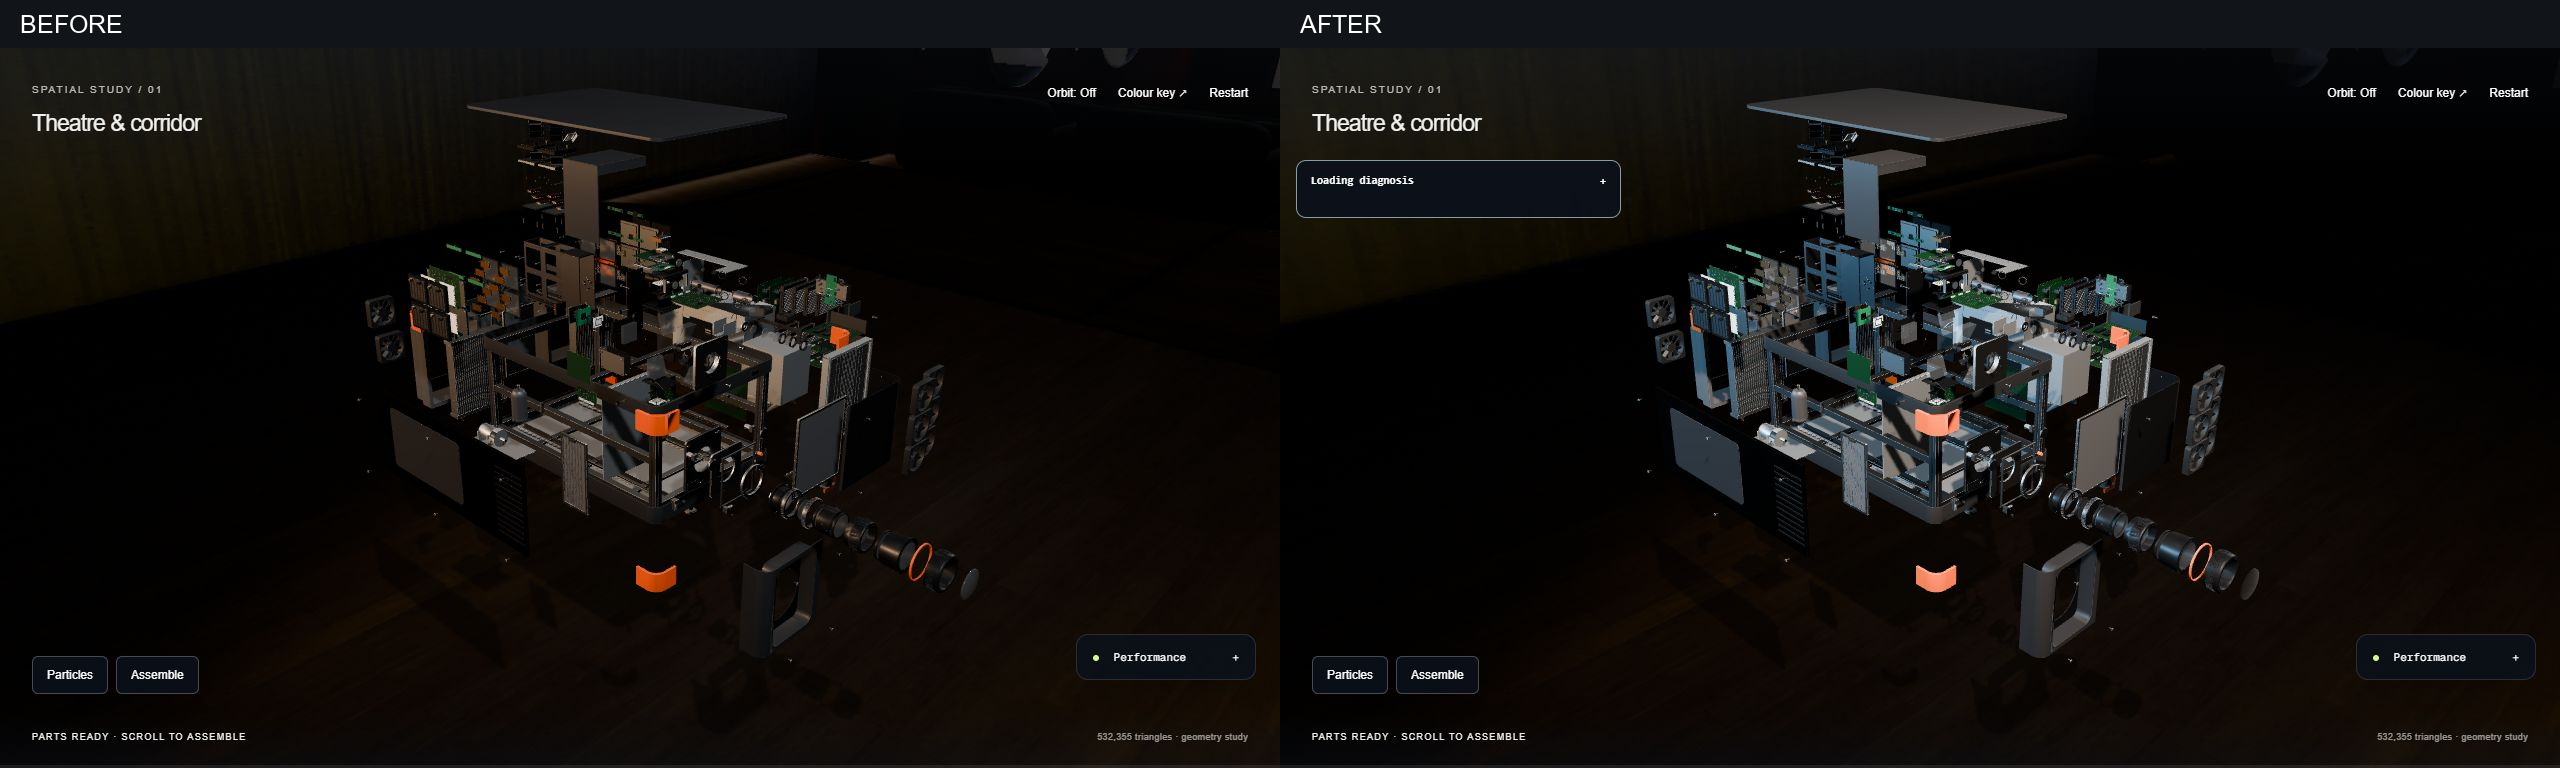 BEFORE
SPATIAL STUDY / 01
Theatre & corridor
Orbit: Off
Colour key ↗
Restart
Particles
Assemble
Performance +
PARTS READY · SCROLL TO ASSEMBLE
532,355 triangles · geometry study
AFTER
SPATIAL STUDY / 01
Theatre & corridor
Orbit: Off
Colour key ↗
Restart
Loading diagnosis +
Particles
Assemble
Performance +
PARTS READY · SCROLL TO ASSEMBLE
532,355 triangles · geometry study